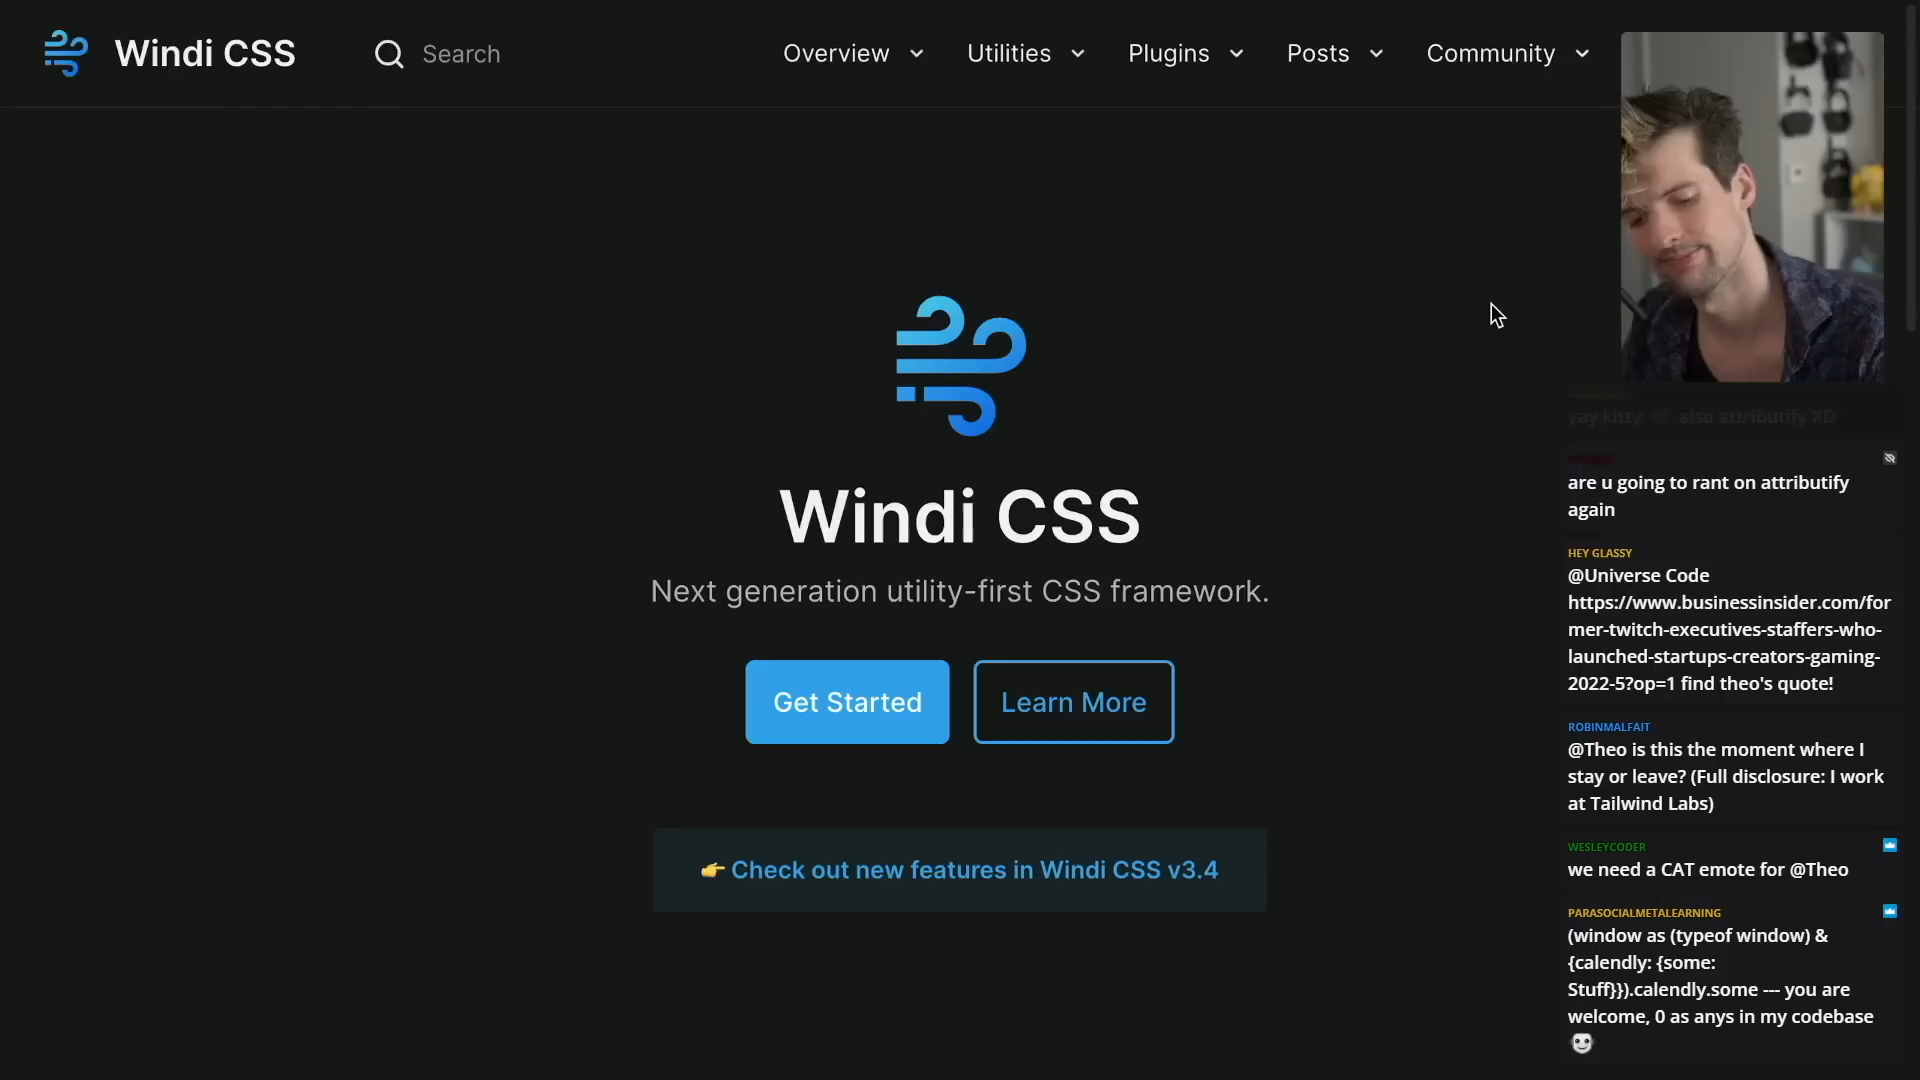 Windi CSS
Search
Overview
Utilities
Plugins
Posts
Community
Windi CSS
Next generation utility-first CSS framework.
Get Started
Learn More
👉 Check out new features in Windi CSS v3.4
yay kitty
also attributify XD
are u going to rant on attributify
again
HEY GLASSY
@Universe Code
https://www.businessinsider.com/for
mer-twitch-executives-staffers-who-
launched-startups-creators-gaming-
2022-5?op=1 find theo's quote!
ROBINMALFAIT
@Theo is this the moment where I
stay or leave? (Full disclosure: I work
at Tailwind Labs)
WESLEYCODER
we need a CAT emote for @Theo
PARASOCIALMETALEARNING
(window as (typeof window) &
{calendly: {some:
Stuff}}).calendly.some --- you are
welcome, 0 as anys in my codebase